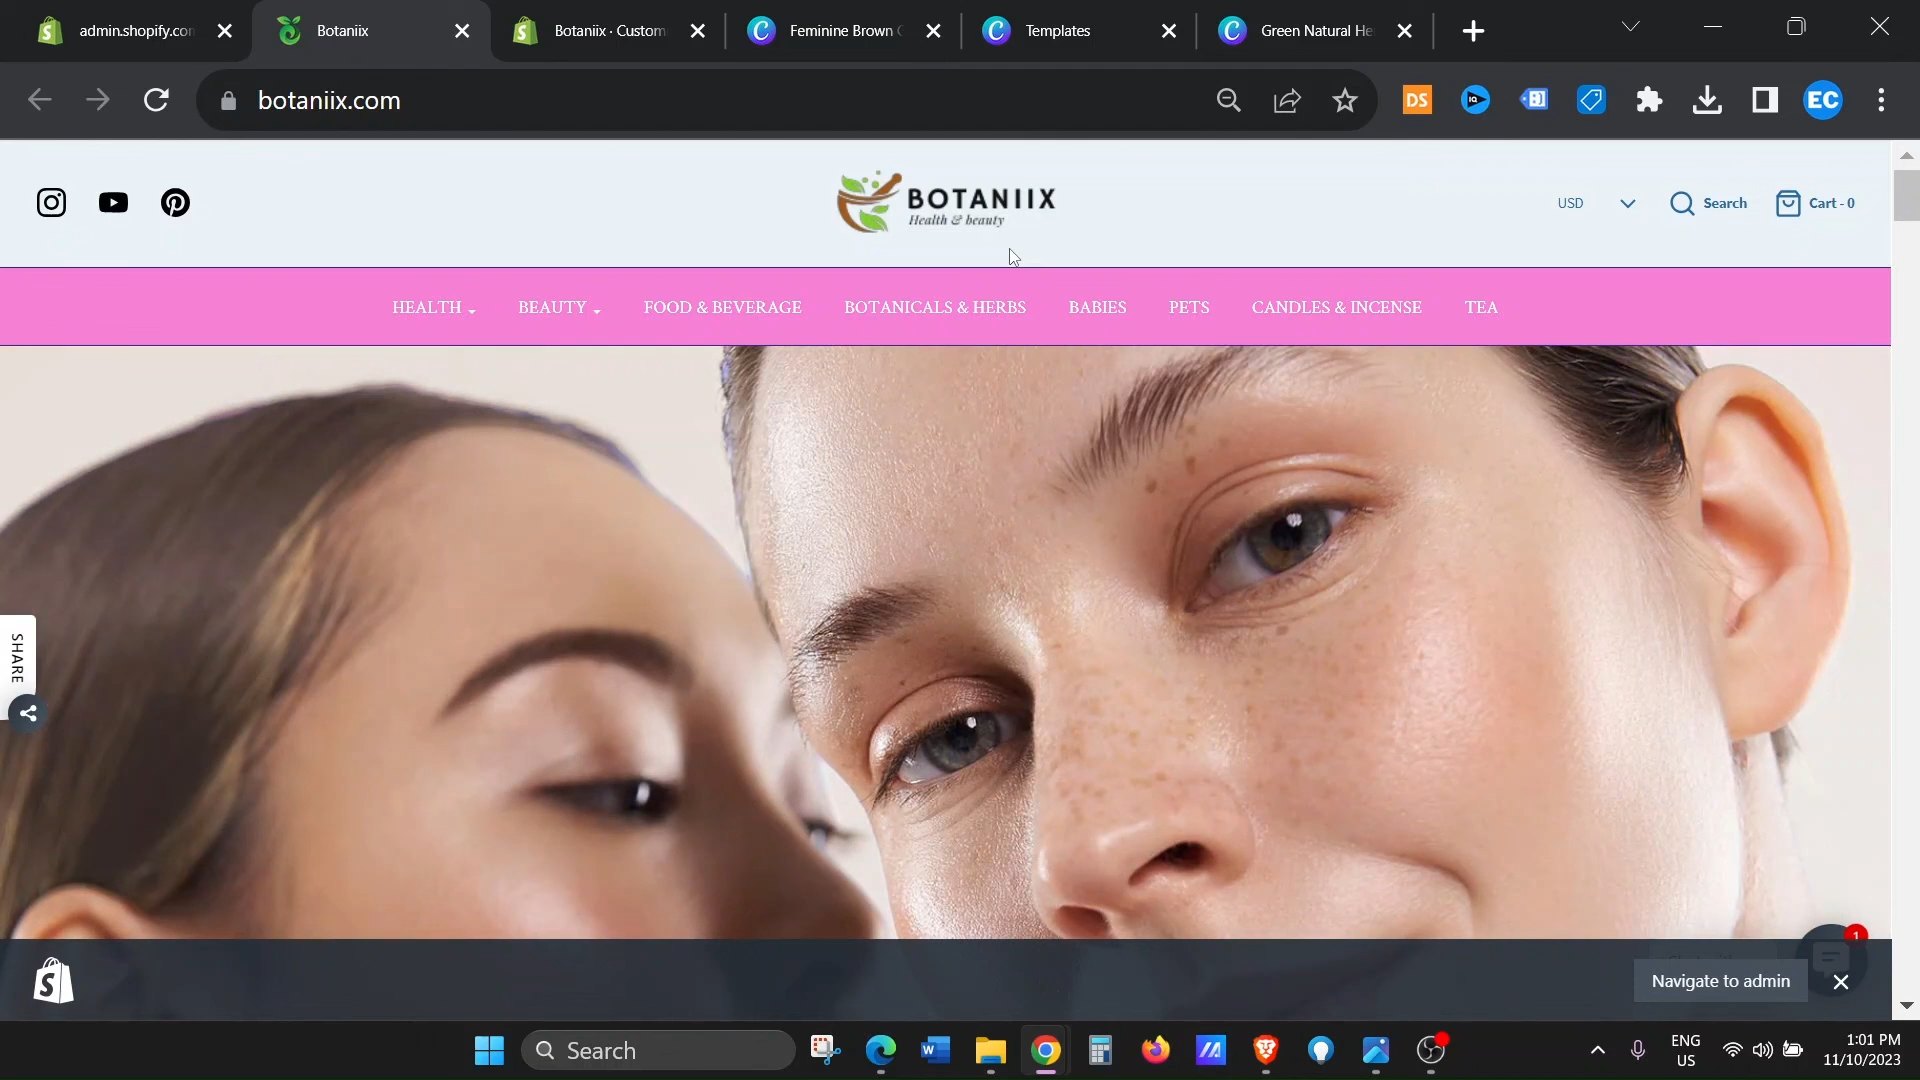 admin.shopify.con
Botaniix
Botaniix · Custom
Feminine Brown
Templates
Green Natural He
botaniix.com
DS
IQ
EC
BOTANIIX
Health & beauty
USD
Search
Cart - 0
HEALTH
BEAUTY
FOOD & BEVERAGE
BOTANICALS & HERBS
BABIES
PETS
CANDLES & INCENSE
TEA
SHARE
1
Navigate to admin
Search
ENG
US
1:01 PM
11/10/2023